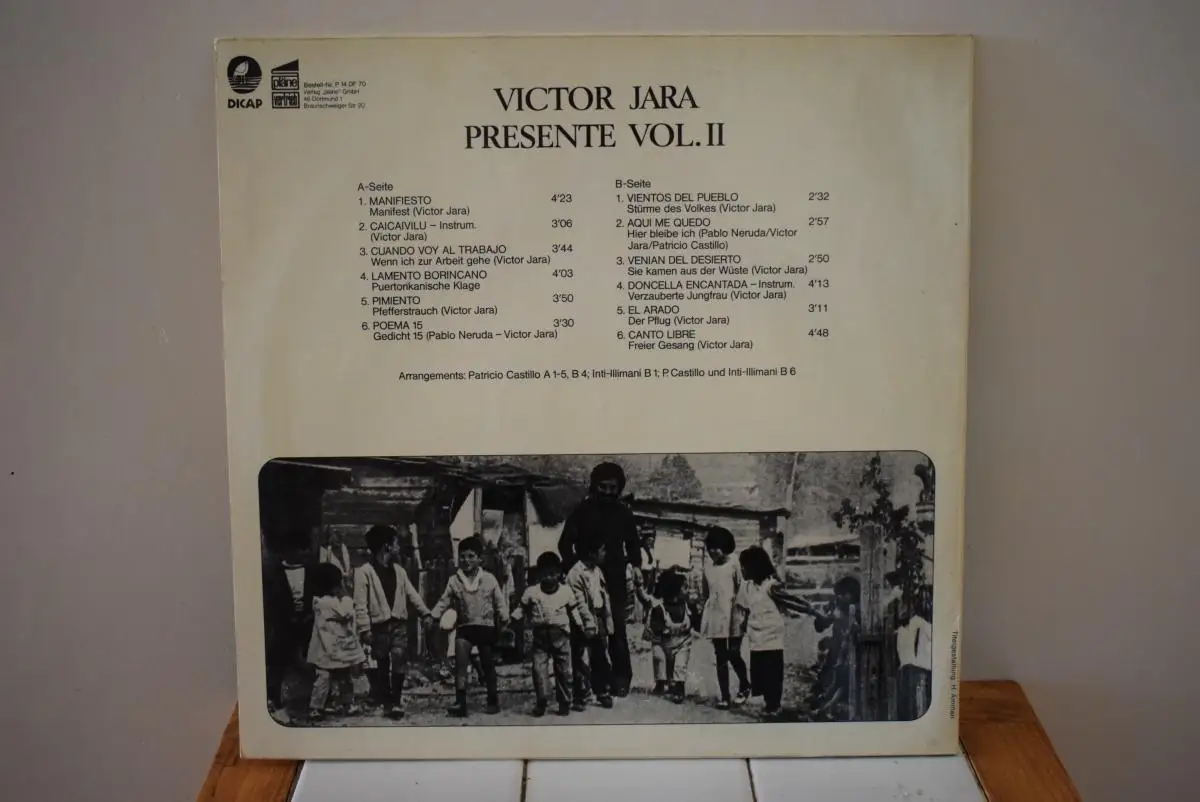 DICAP
pläne
vertrieb
Bestell-Nr. P 14 DF 70
Verlag „pläne" GmbH
46 Dortmund 1
Braunschweiger Str. 20
VICTOR JARA
PRESENTE VOL. II
A-Seite
1. MANIFIESTO 4'23
Manifest (Victor Jara)
2. CAICAIVILU – Instrum. 3'06
(Victor Jara)
3. CUANDO VOY AL TRABAJO 3'44
Wenn ich zur Arbeit gehe (Victor Jara)
4. LAMENTO BORINCANO 4'03
Puertorikanische Klage
5. PIMIENTO 3'50
Pfefferstrauch (Victor Jara)
6. POEMA 15 3'30
Gedicht 15 (Pablo Neruda – Victor Jara)
B-Seite
1. VIENTOS DEL PUEBLO 2'32
Stürme des Volkes (Victor Jara)
2. AQUI ME QUEDO 2'57
Hier bleibe ich (Pablo Neruda/Victor
Jara/Patricio Castillo)
3. VENIAN DEL DESIERTO 2'50
Sie kamen aus der Wüste (Victor Jara)
4. DONCELLA ENCANTADA – Instrum. 4'13
Verzauberte Jungfrau (Victor Jara)
5. EL ARADO 3'11
Der Pflug (Victor Jara)
6. CANTO LIBRE 4'48
Freier Gesang (Victor Jara)
Arrangements: Patricio Castillo A 1-5, B 4; Inti-Illimani B 1; P. Castillo und Inti-Illimani B 6
Titelgestaltung: H.